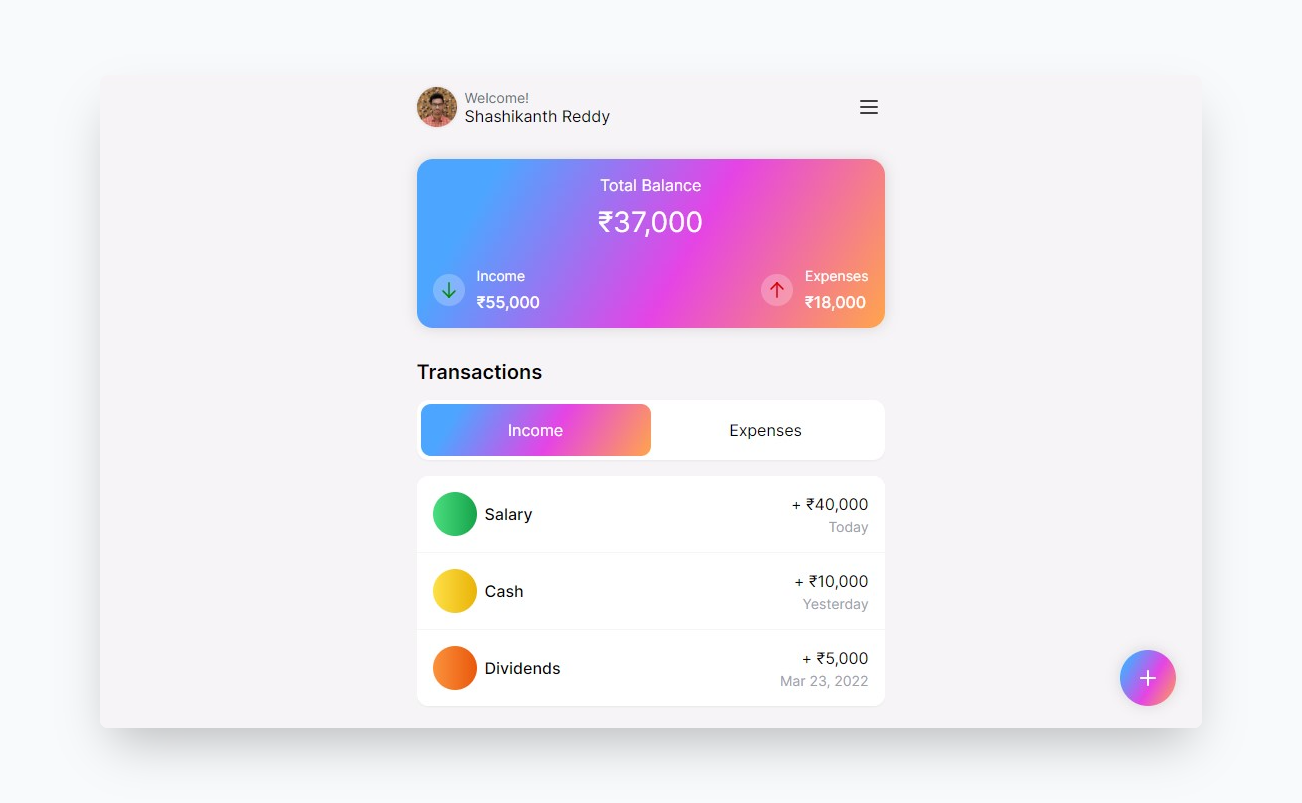 Welcome!
Shashikanth Reddy
Total Balance
₹37,000
Income
₹55,000
Expenses
₹18,000
Transactions
Income
Expenses
Salary
+ ₹40,000
Today
Cash
+ ₹10,000
Yesterday
Dividends
+ ₹5,000
Mar 23, 2022